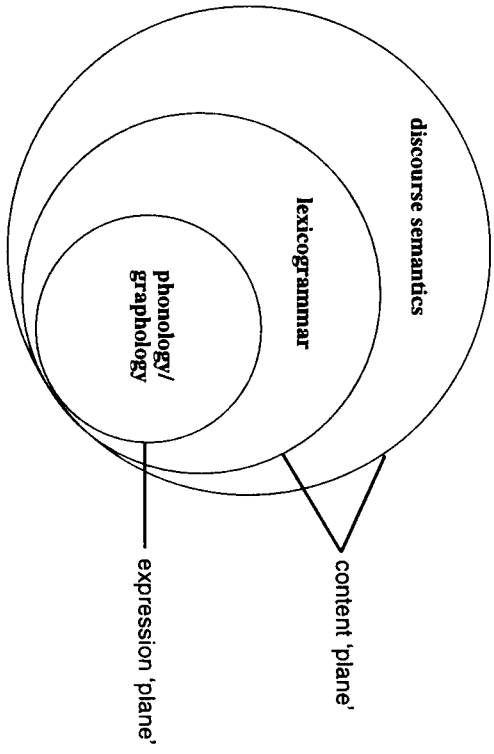 discourse semantics
lexicogrammar
phonology/
graphology
content 'plane'
expression 'plane'